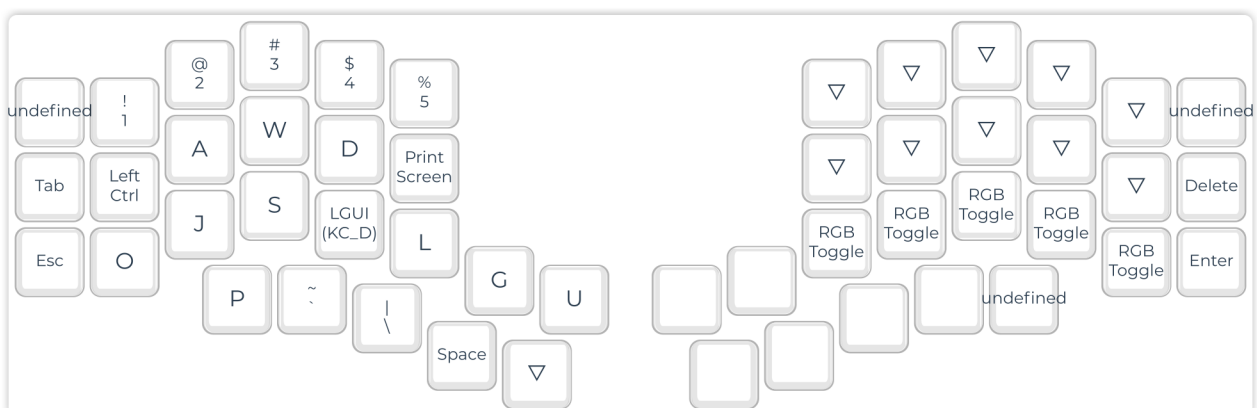 undefined
!
1
@
2
#
3
$
4
%
5
▽
▽
▽
▽
▽
undefined
Tab
Left
Ctrl
A
W
D
Print
Screen
▽
▽
▽
▽
▽
Delete
Esc
O
J
S
LGUI
(KC_D)
L
RGB
Toggle
RGB
Toggle
RGB
Toggle
RGB
Toggle
RGB
Toggle
Enter
P
~
`
|
\
G
U
undefined
Space
▽